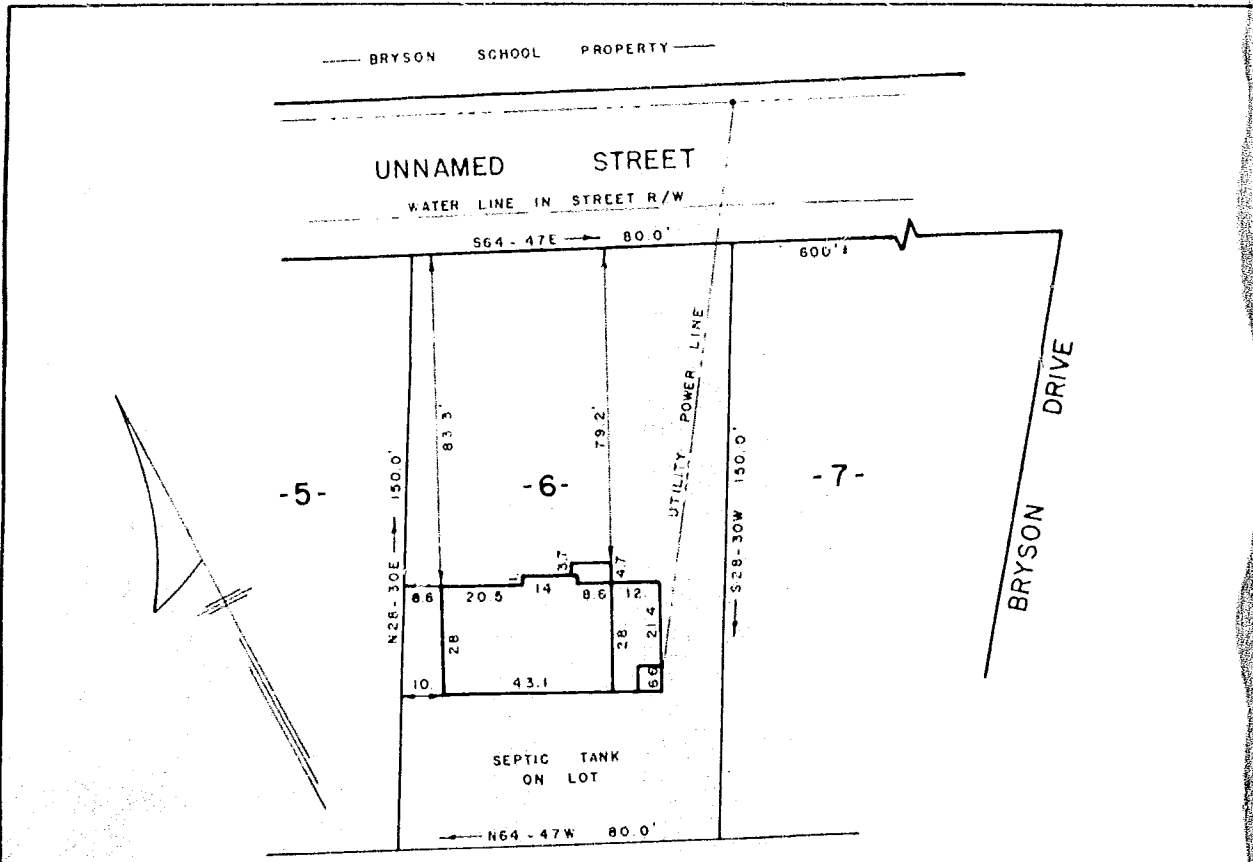 BRYSON SCHOOL PROPERTY
UNNAMED STREET
WATER LINE IN STREET R/W
S64-47E 80.0'
600'±
83.3'
79.2'
UTILITY POWER LINE
BRYSON DRIVE
N28-30E 150.0'
S28-30W 150.0'
-5-
-6-
-7-
3.7
4.7
1.
8.6
20.5
14
8.6
12.
28
28
21.4
6.6
10.
43.1
SEPTIC TANK
ON LOT
N64-47W 80.0'